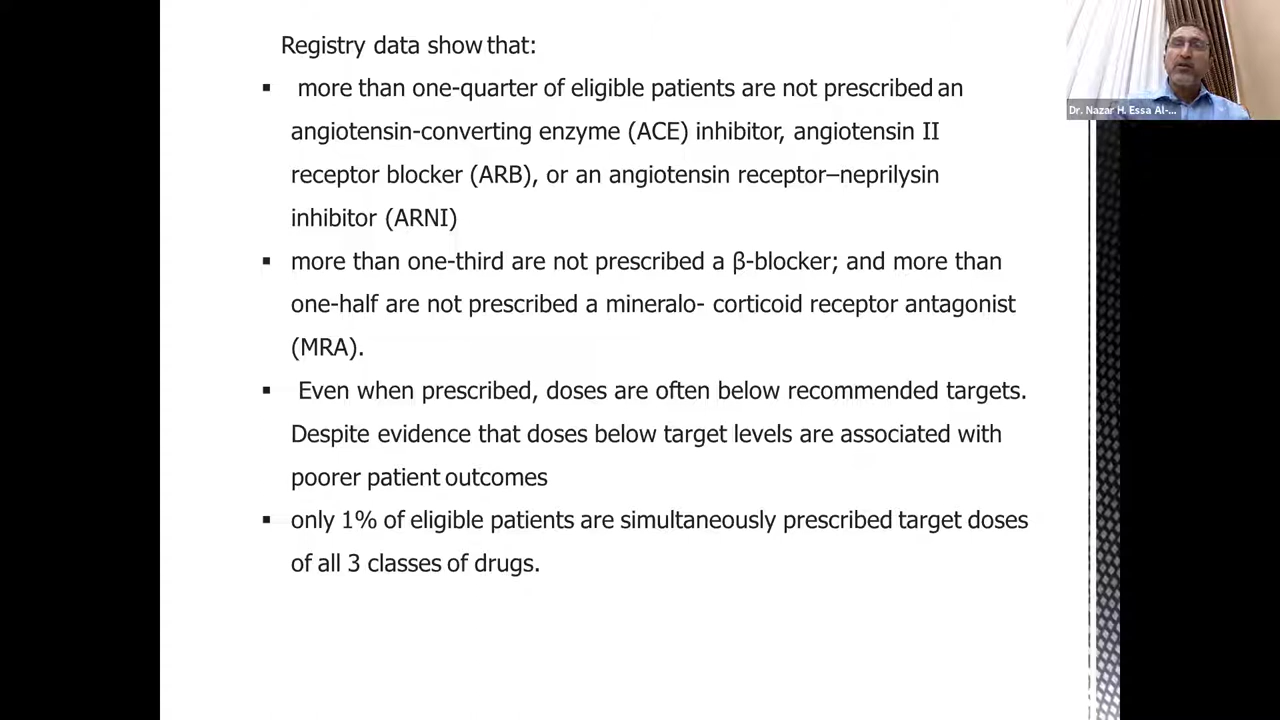 Registry data show that:
▪ more than one-quarter of eligible patients are not prescribed an
angiotensin-converting enzyme (ACE) inhibitor, angiotensin II
receptor blocker (ARB), or an angiotensin receptor–neprilysin
inhibitor (ARNI)
▪ more than one-third are not prescribed a β-blocker; and more than
one-half are not prescribed a mineralo- corticoid receptor antagonist
(MRA).
▪ Even when prescribed, doses are often below recommended targets.
Despite evidence that doses below target levels are associated with
poorer patient outcomes
▪ only 1% of eligible patients are simultaneously prescribed target doses
of all 3 classes of drugs.
Dr. Nazar H. Essa Al-...